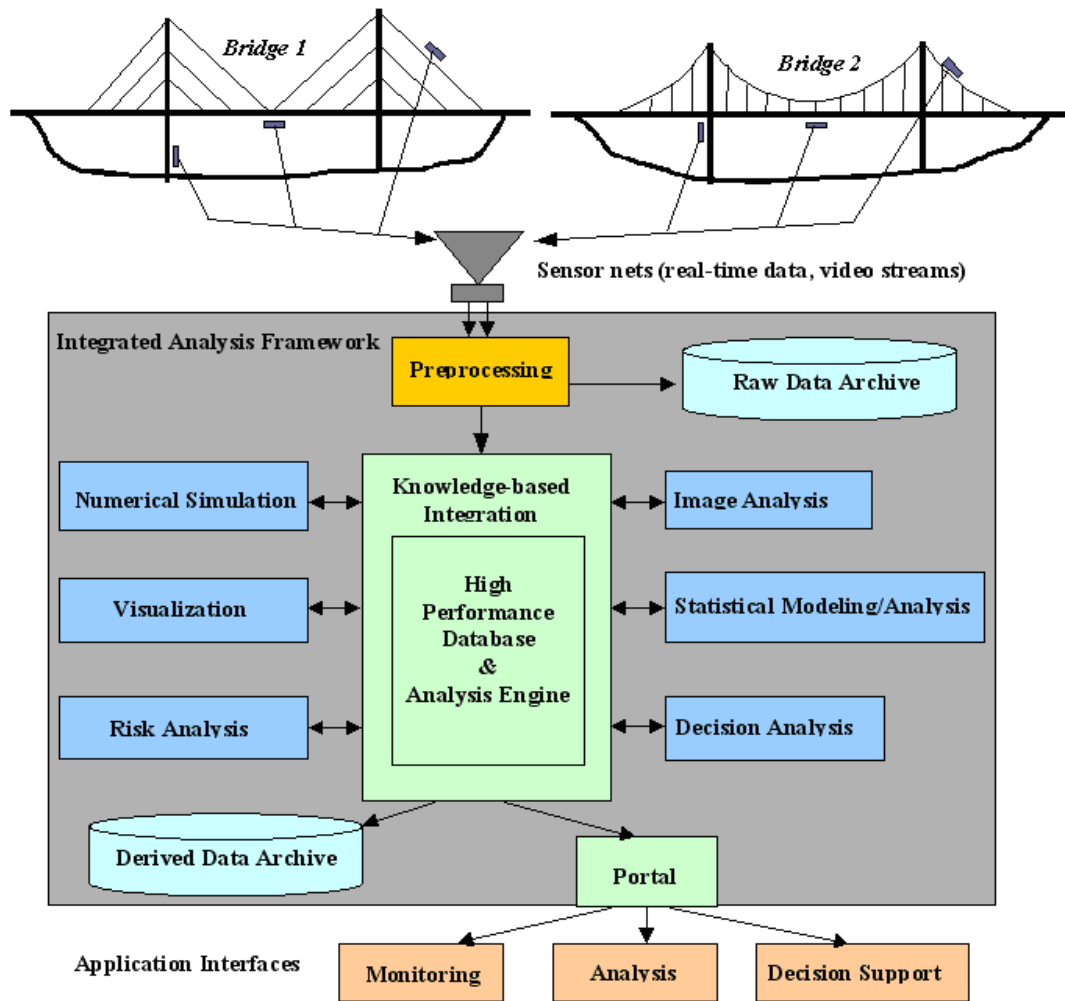 Bridge 1
Bridge 2
Sensor nets (real-time data, video streams)
Integrated Analysis Framework
Preprocessing
Raw Data Archive
Numerical Simulation
Knowledge-based
Integration
Image Analysis
Visualization
High
Performance
Database
&
Analysis Engine
Statistical Modeling/Analysis
Risk Analysis
Decision Analysis
Derived Data Archive
Portal
Application Interfaces
Monitoring
Analysis
Decision Support